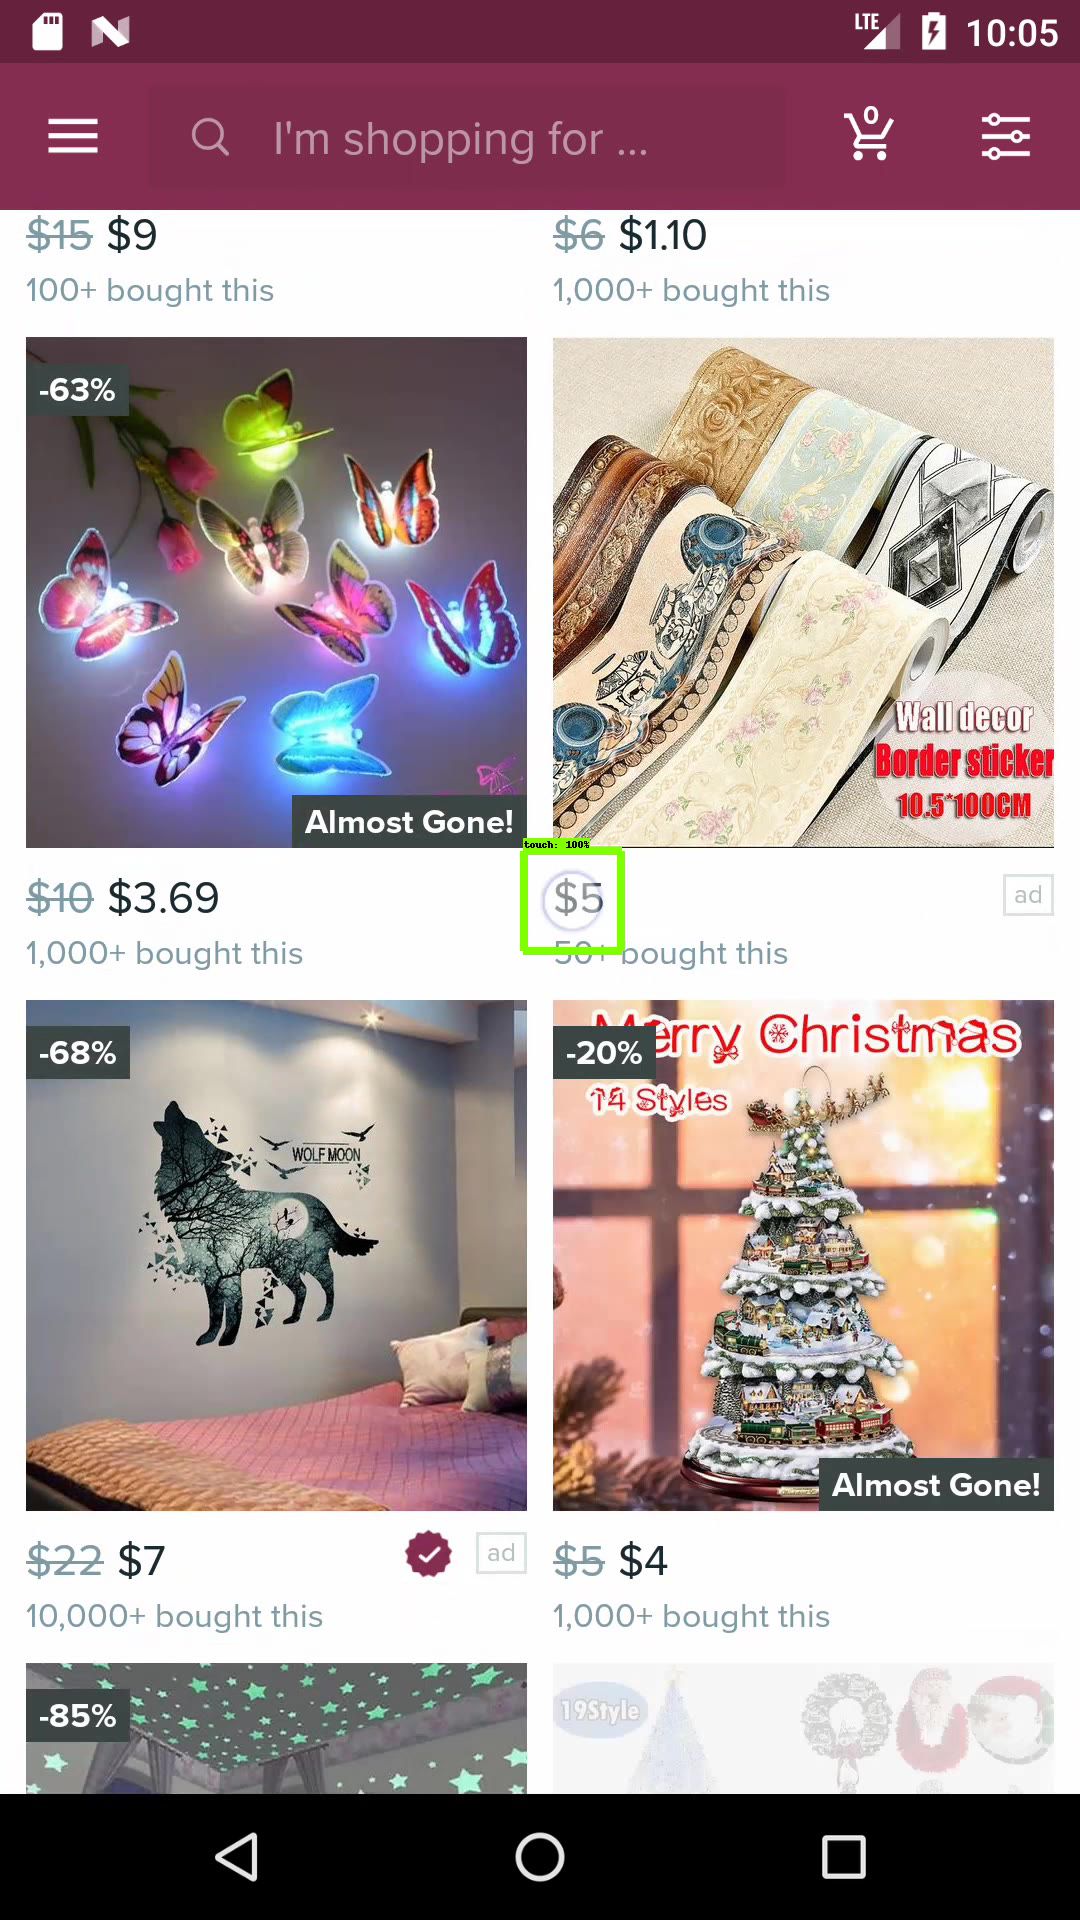 LTE 10:05
I'm shopping for ...
0
$15 $9
100+ bought this
$6 $1.10
1,000+ bought this
-63%
Almost Gone!
Wall decor
Border sticker
10.5*100CM
touch: 100%
$10 $3.69
1,000+ bought this
$5
ad
50+ bought this
-68%
WOLF MOON
-20%
Merry Christmas
14 Styles
Almost Gone!
$22 $7
ad
10,000+ bought this
$5 $4
1,000+ bought this
-85%
19Style